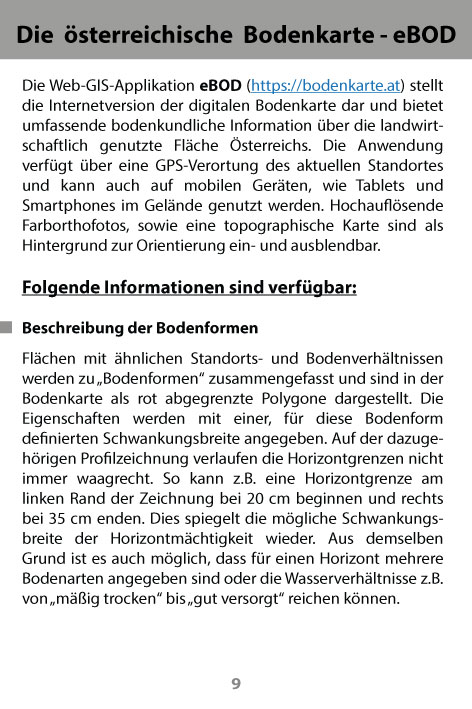 Die österreichische Bodenkarte - eBOD
Die Web-GIS-Applikation eBOD (https://bodenkarte.at) stellt
die Internetversion der digitalen Bodenkarte dar und bietet
umfassende bodenkundliche Information über die landwirt-
schaftlich genutzte Fläche Österreichs. Die Anwendung
verfügt über eine GPS-Verortung des aktuellen Standortes
und kann auch auf mobilen Geräten, wie Tablets und
Smartphones im Gelände genutzt werden. Hochauflösende
Farborthofotos, sowie eine topographische Karte sind als
Hintergrund zur Orientierung ein- und ausblendbar.
Folgende Informationen sind verfügbar:
Beschreibung der Bodenformen
Flächen mit ähnlichen Standorts- und Bodenverhältnissen
werden zu „Bodenformen“ zusammengefasst und sind in der
Bodenkarte als rot abgegrenzte Polygone dargestellt. Die
Eigenschaften werden mit einer, für diese Bodenform
definierten Schwankungsbreite angegeben. Auf der dazuge-
hörigen Profilzeichnung verlaufen die Horizontgrenzen nicht
immer waagrecht. So kann z.B. eine Horizontgrenze am
linken Rand der Zeichnung bei 20 cm beginnen und rechts
bei 35 cm enden. Dies spiegelt die mögliche Schwankungs-
breite der Horizontmächtigkeit wieder. Aus demselben
Grund ist es auch möglich, dass für einen Horizont mehrere
Bodenarten angegeben sind oder die Wasserverhältnisse z.B.
von „mäßig trocken“ bis „gut versorgt“ reichen können.
9